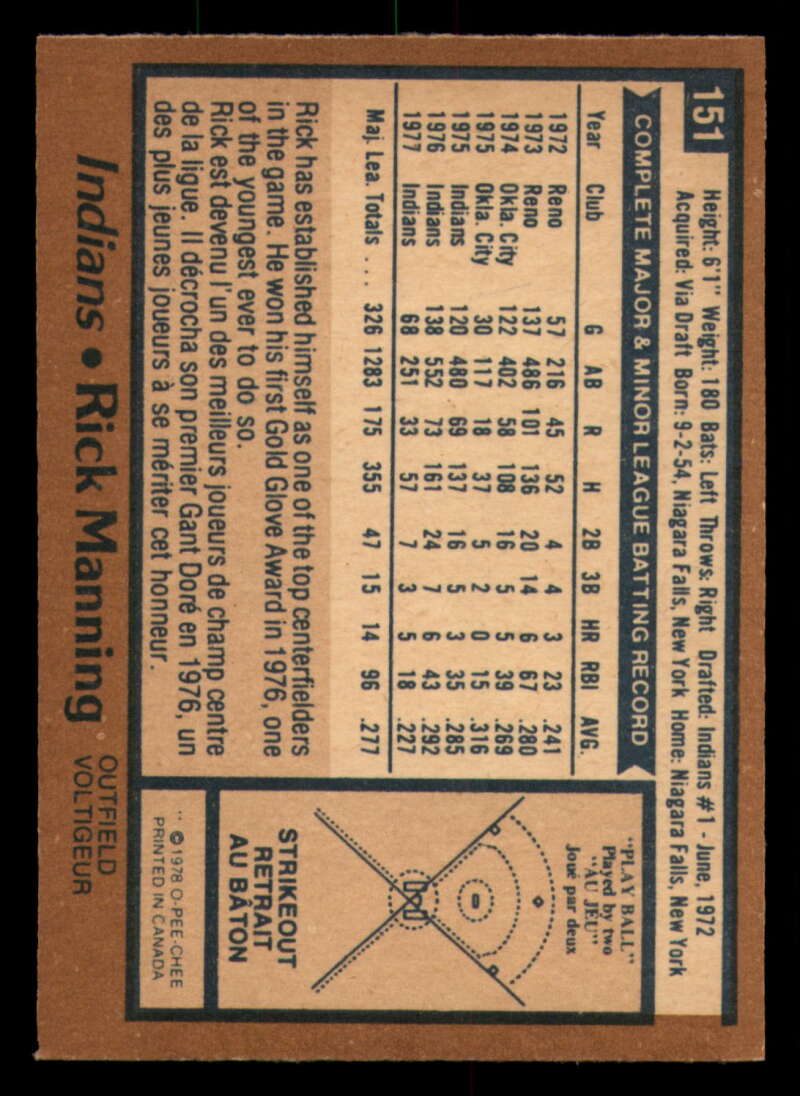 151
Height: 6'1" Weight: 180 Bats: Left Throws: Right Drafted: Indians #1 - June, 1972
Acquired: Via Draft Born: 9-2-54, Niagara Falls, New York Home: Niagara Falls, New York
COMPLETE MAJOR & MINOR LEAGUE BATTING RECORD
Year Club G AB R H 2B 3B HR RBI AVG.
1972 Reno 57 216 45 52 4 4 3 23 .241
1973 Reno 137 486 101 136 20 14 6 67 .280
1974 Okla. City 122 402 58 108 16 5 5 39 .269
1975 Okla. City 30 117 18 37 5 2 0 15 .316
1975 Indians 120 480 69 137 16 5 3 35 .285
1976 Indians 138 552 73 161 24 7 6 43 .292
1977 Indians 68 251 33 57 7 3 5 18 .227
Maj. Lea. Totals ... 326 1283 175 355 47 15 14 96 .277
Rick has established himself as one of the top centerfielders
in the game. He won his first Gold Glove Award in 1976, one
of the youngest ever to do so.
Rick est devenu l'un des meilleurs joueurs de champ centre
de la ligue. Il décrocha son premier Gant Doré en 1976, un
des plus jeunes joueurs à se mériter cet honneur.
"PLAY BALL"
Played by two
"AU JEU"
Joué par deux
STRIKEOUT
RETRAIT
AU BÂTON
** © 1978 O-PEE-CHEE
PRINTED IN CANADA
Indians • Rick Manning
OUTFIELD
VOLTIGEUR